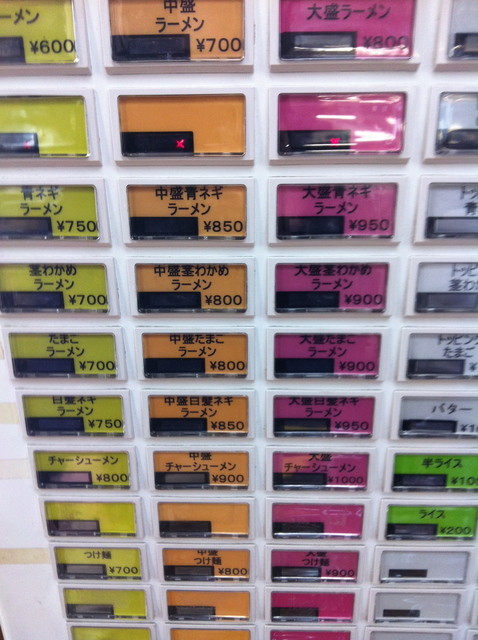 ーメン ¥600
中盛
ラーメン
¥700
大盛ラーメン
¥800
青ネギ
ラーメン
¥750
中盛青ネギ
ラーメン
¥850
大盛青ネギ
ラーメン
¥950
茎わかめ
ラーメン
¥700
中盛茎わかめ
ラーメン
¥800
大盛茎わかめ
ラーメン
¥900
たまご
ラーメン
¥700
中盛たまご
ラーメン
¥800
大盛たまご
ラーメン
¥900
トッピング
たまご
白髪ネギ
ラーメン
¥750
中盛白髪ネギ
ラーメン
¥850
大盛白髪ネギ
ラーメン
¥950
バター
チャーシューメン
¥800
中盛
チャーシューメン
¥900
大盛
チャーシューメン
¥1000
半ライス
ライス
¥200
つけ麺
¥700
中盛
つけ麺
¥800
大盛
つけ麺
¥900